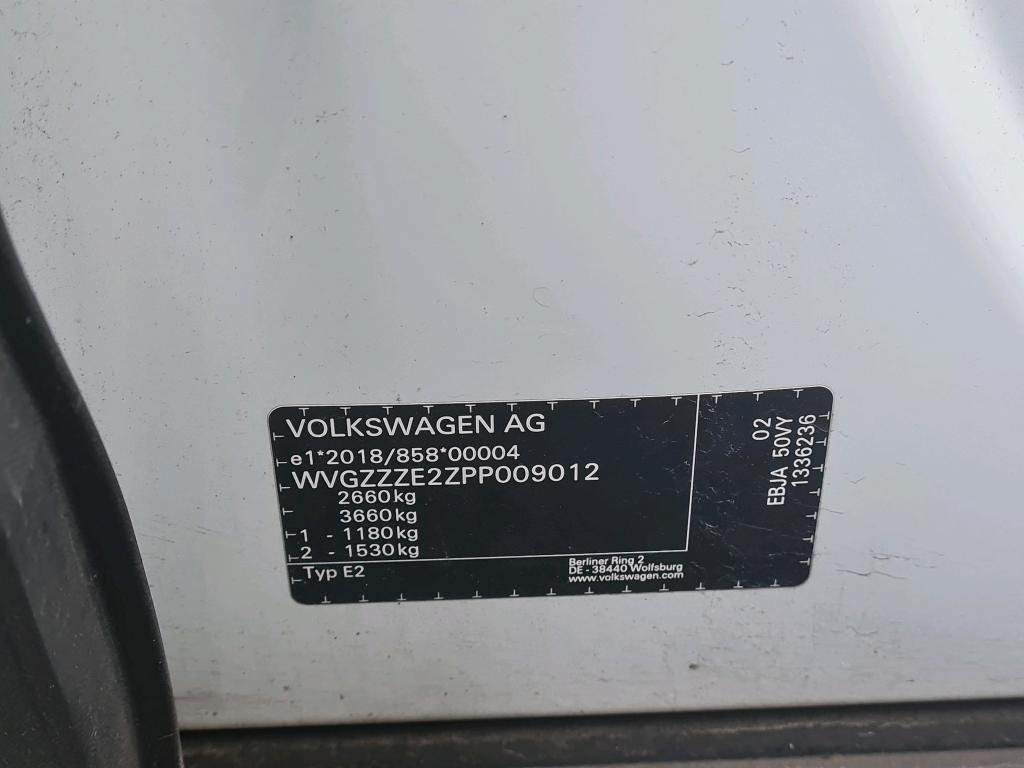 VOLKSWAGEN AG
e1*2018/858*00004
WVGZZZE2ZPP009012
2660kg
3660kg
1 - 1180kg
2 - 1530kg
Typ E2
Berliner Ring 2
DE - 38440 Wolfsburg
www.volkswagen.com
02
EBJA 50VY
1336236